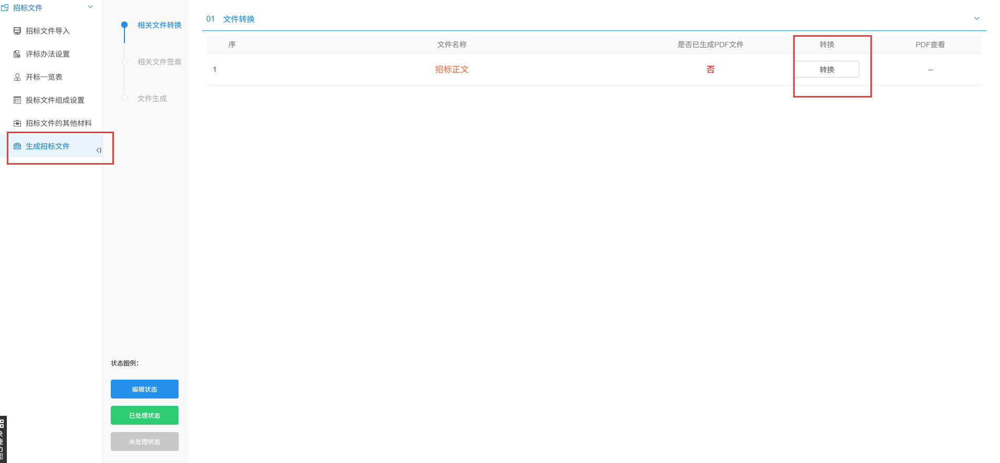 招标文件
招标文件导入
评标办法设置
开标一览表
投标文件组成设置
招标文件的其他材料
生成招标文件
相关文件转换
相关文件签章
文件生成
状态图例：
编辑状态
已处理状态
未处理状态
01 文件转换
序 文件名称 是否已生成PDF文件 转换 PDF查看
1 招标正文 否 转换 --